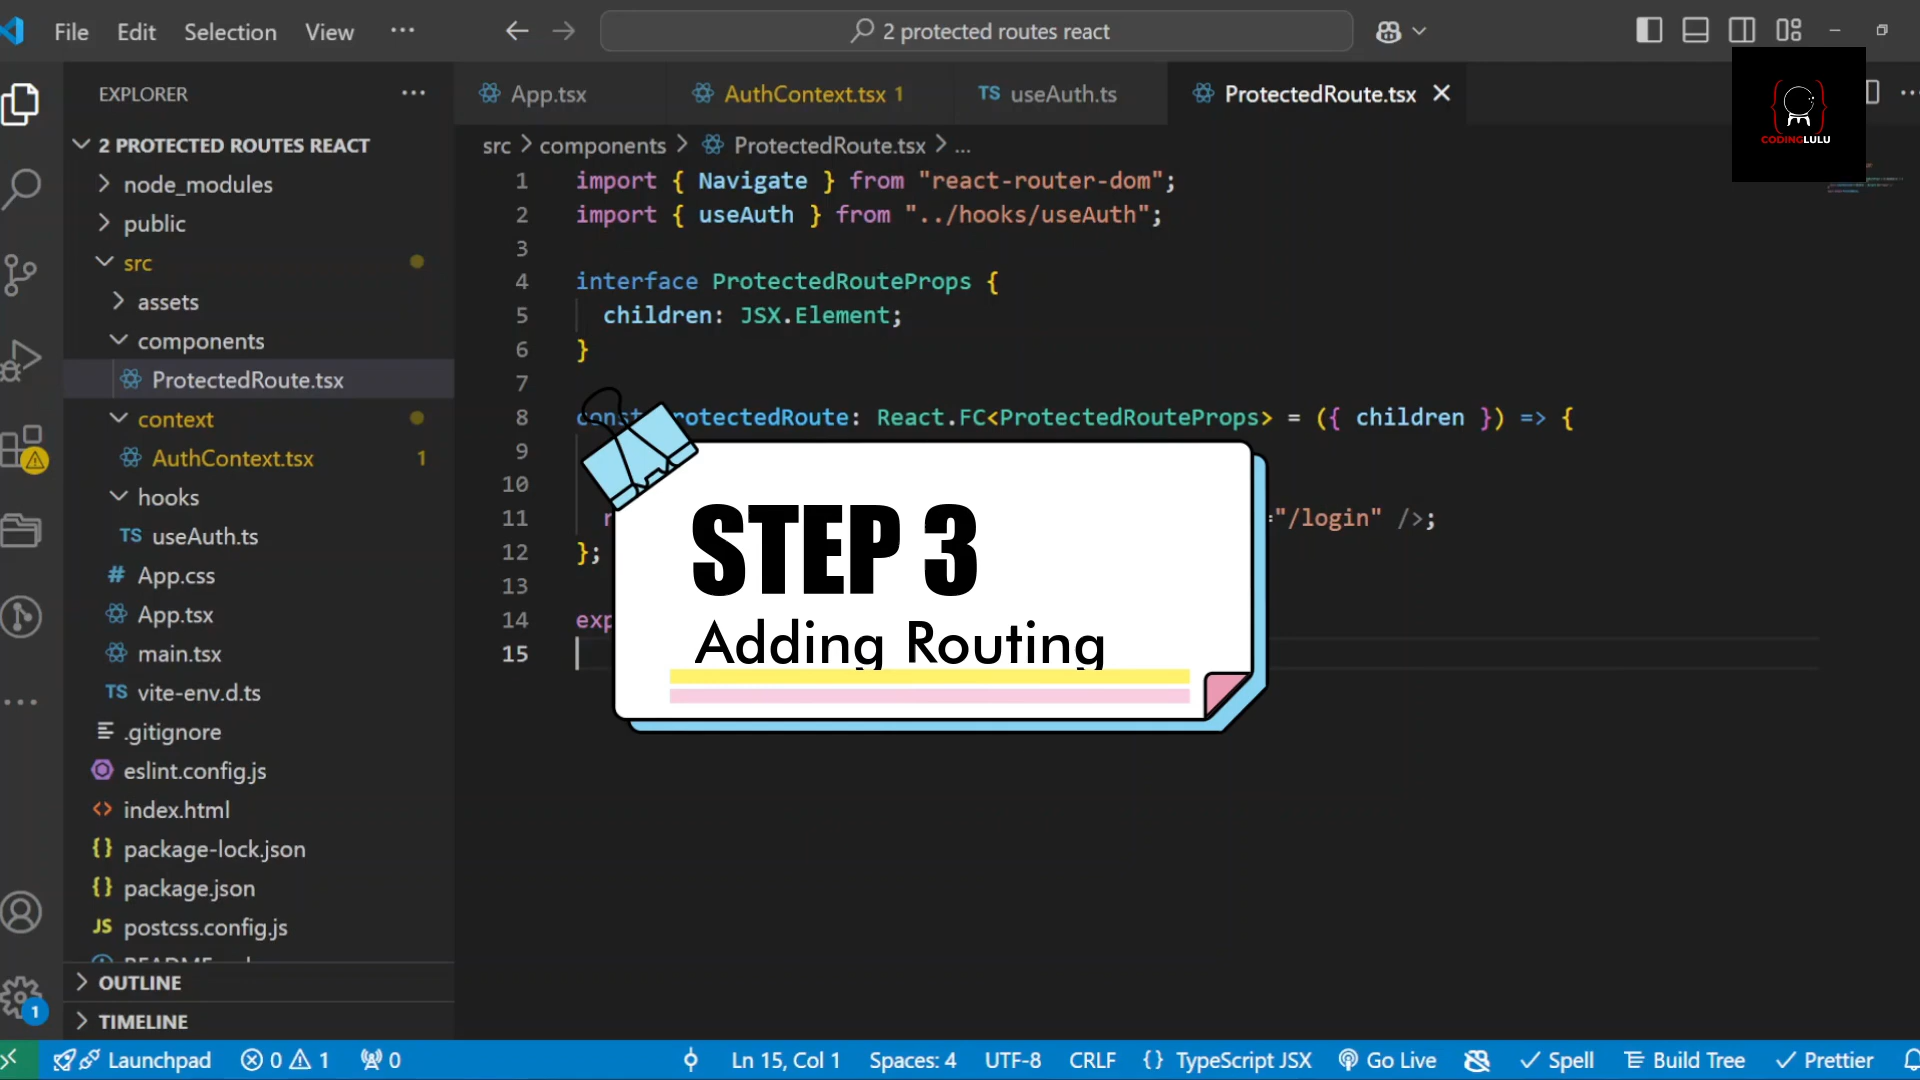 File Edit Selection View ...
2 protected routes react
EXPLORER ...
App.tsx
AuthContext.tsx 1
TS useAuth.ts
ProtectedRoute.tsx
CODINGLULU
2 PROTECTED ROUTES REACT
node_modules
public
src
assets
components
ProtectedRoute.tsx
context
AuthContext.tsx 1
hooks
TS useAuth.ts
# App.css
App.tsx
main.tsx
TS vite-env.d.ts
.gitignore
eslint.config.js
<> index.html
{} package-lock.json
{} package.json
JS postcss.config.js
OUTLINE
TIMELINE
src > components > ProtectedRoute.tsx > ...
1 import { Navigate } from "react-router-dom";
2 import { useAuth } from "../hooks/useAuth";
3
4 interface ProtectedRouteProps {
5 children: JSX.Element;
6 }
7
8 const ProtectedRoute: React.FC<ProtectedRouteProps> = ({ children }) => {
9
10
11 ="/login" />;
12 };
13
14 exp
15
STEP 3
Adding Routing
1
Launchpad 0 1 0
Ln 15, Col 1 Spaces: 4 UTF-8 CRLF {} TypeScript JSX Go Live Spell Build Tree Prettier